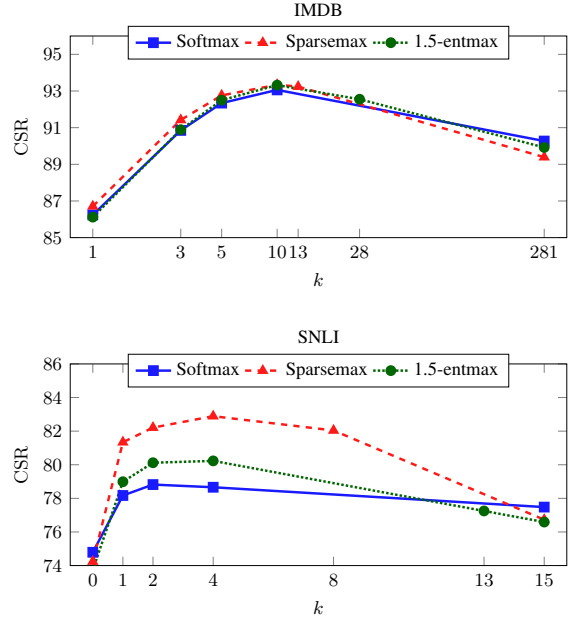 IMDB
Softmax Sparsemax 1.5-entmax
95
93
91
89
87
85
CSR
1 3 5 10 13 28 281
k
SNLI
Softmax Sparsemax 1.5-entmax
86
84
82
80
78
76
74
CSR
0 1 2 4 8 13 15
k